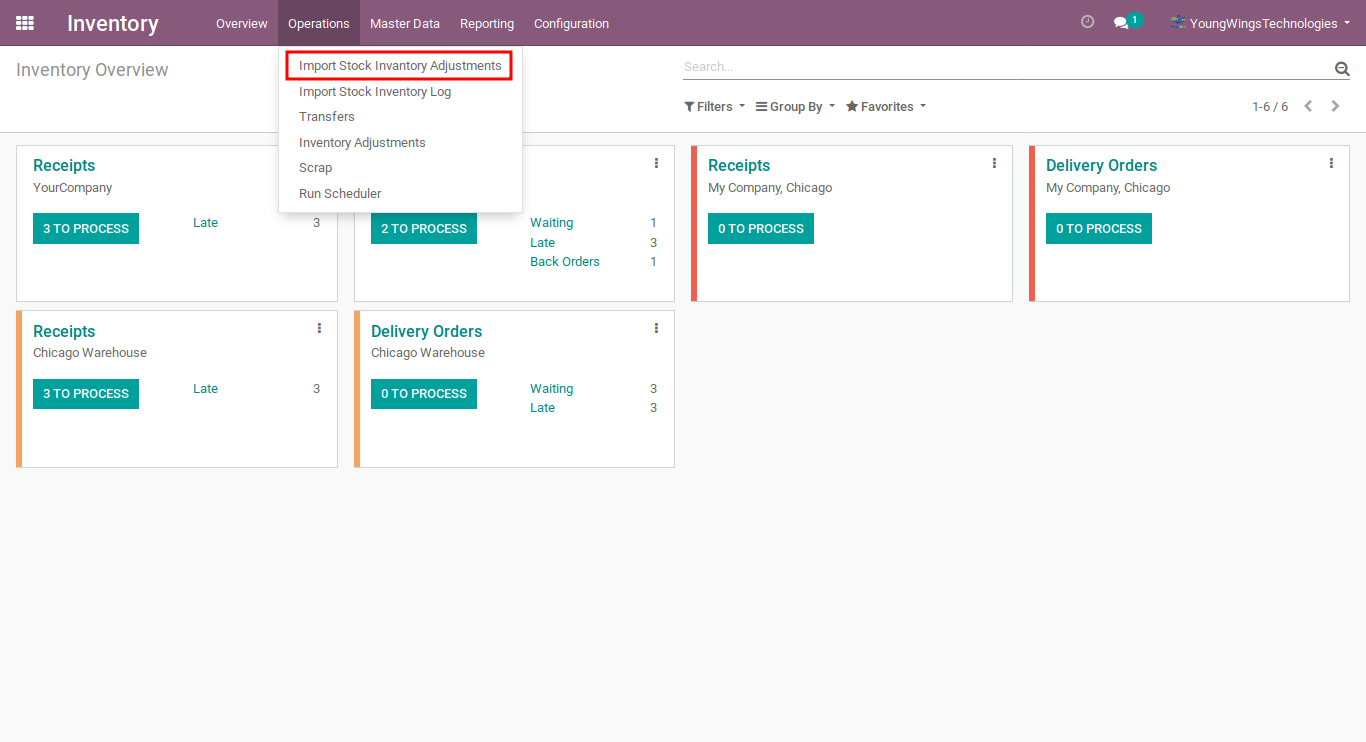 Inventory
Overview
Operations
Master Data
Reporting
Configuration
1
YoungWingsTechnologies
Inventory Overview
Import Stock Invantory Adjustments
Import Stock Inventory Log
Transfers
Inventory Adjustments
Scrap
Run Scheduler
Search...
Filters
Group By
Favorites
1-6 / 6
Receipts
YourCompany
3 TO PROCESS
Late 3
2 TO PROCESS
Waiting 1
Late 3
Back Orders 1
Receipts
My Company, Chicago
0 TO PROCESS
Delivery Orders
My Company, Chicago
0 TO PROCESS
Receipts
Chicago Warehouse
3 TO PROCESS
Late 3
Delivery Orders
Chicago Warehouse
0 TO PROCESS
Waiting 3
Late 3